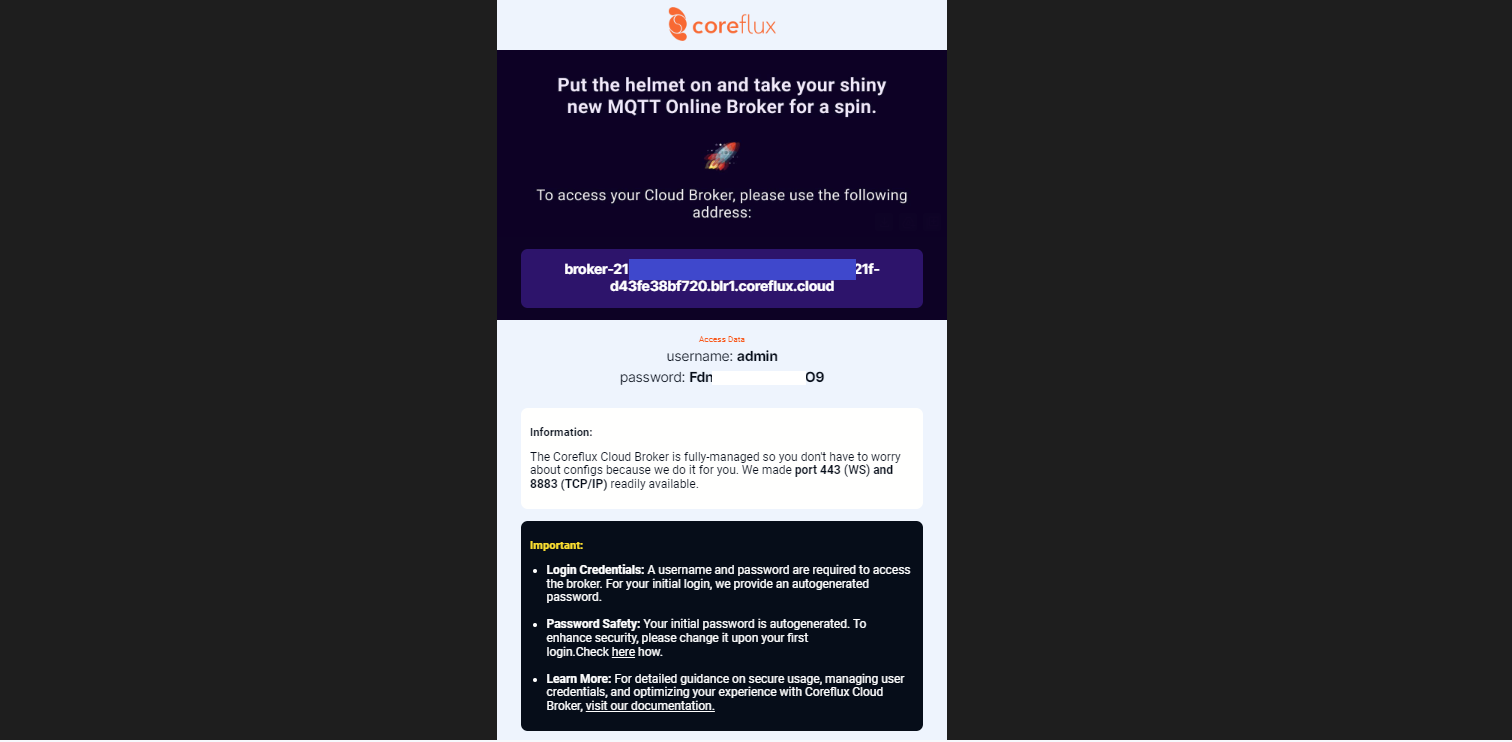 coreflux
Put the helmet on and take your shiny
new MQTT Online Broker for a spin.
To access your Cloud Broker, please use the following
address:
broker-21 21f-
d43fe38bf720.blr1.coreflux.cloud
Access Data
username: admin
password: Fdn O9
Information:
The Coreflux Cloud Broker is fully-managed so you don't have to worry
about configs because we do it for you. We made port 443 (WS) and
8883 (TCP/IP) readily available.
Important:
Login Credentials: A username and password are required to access
the broker. For your initial login, we provide an autogenerated
password.
Password Safety: Your initial password is autogenerated. To
enhance security, please change it upon your first
login.Check here how.
Learn More: For detailed guidance on secure usage, managing user
credentials, and optimizing your experience with Coreflux Cloud
Broker, visit our documentation.